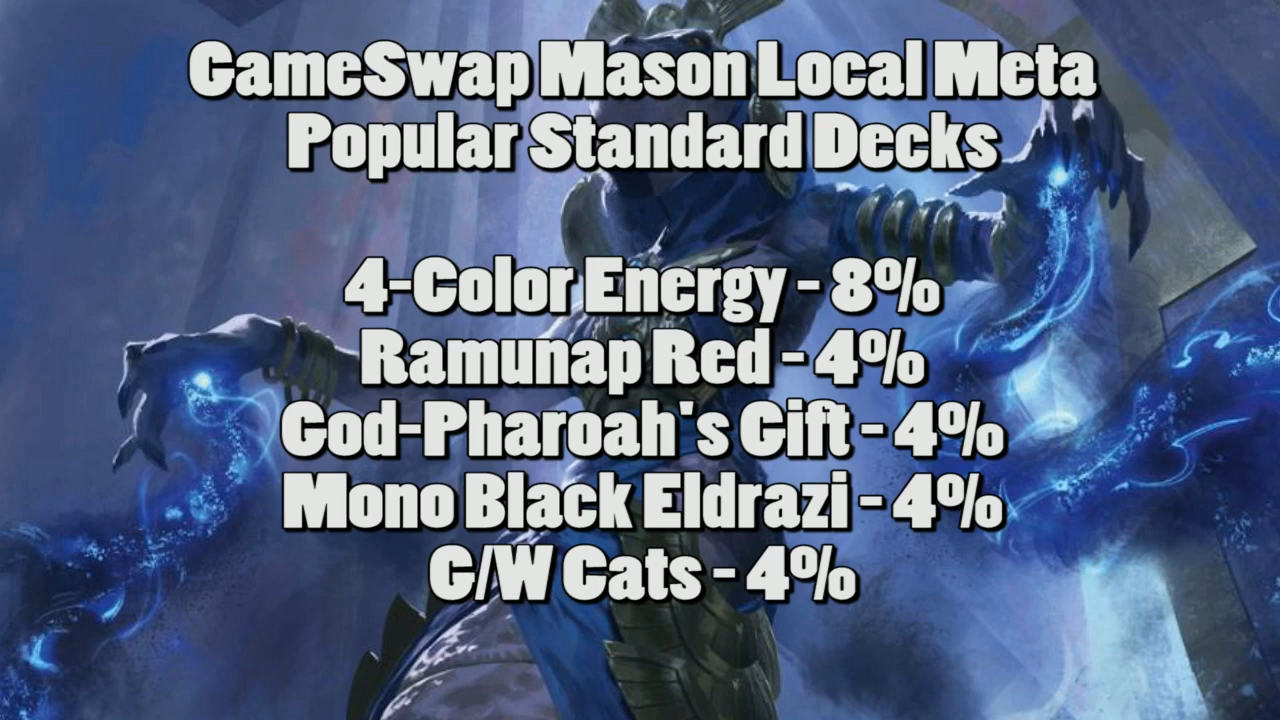 GameSwap Mason Local Meta
Popular Standard Decks
4-Color Energy - 8%
Ramunap Red - 4%
God-Pharoah's Gift - 4%
Mono Black Eldrazi - 4%
G/W Cats - 4%